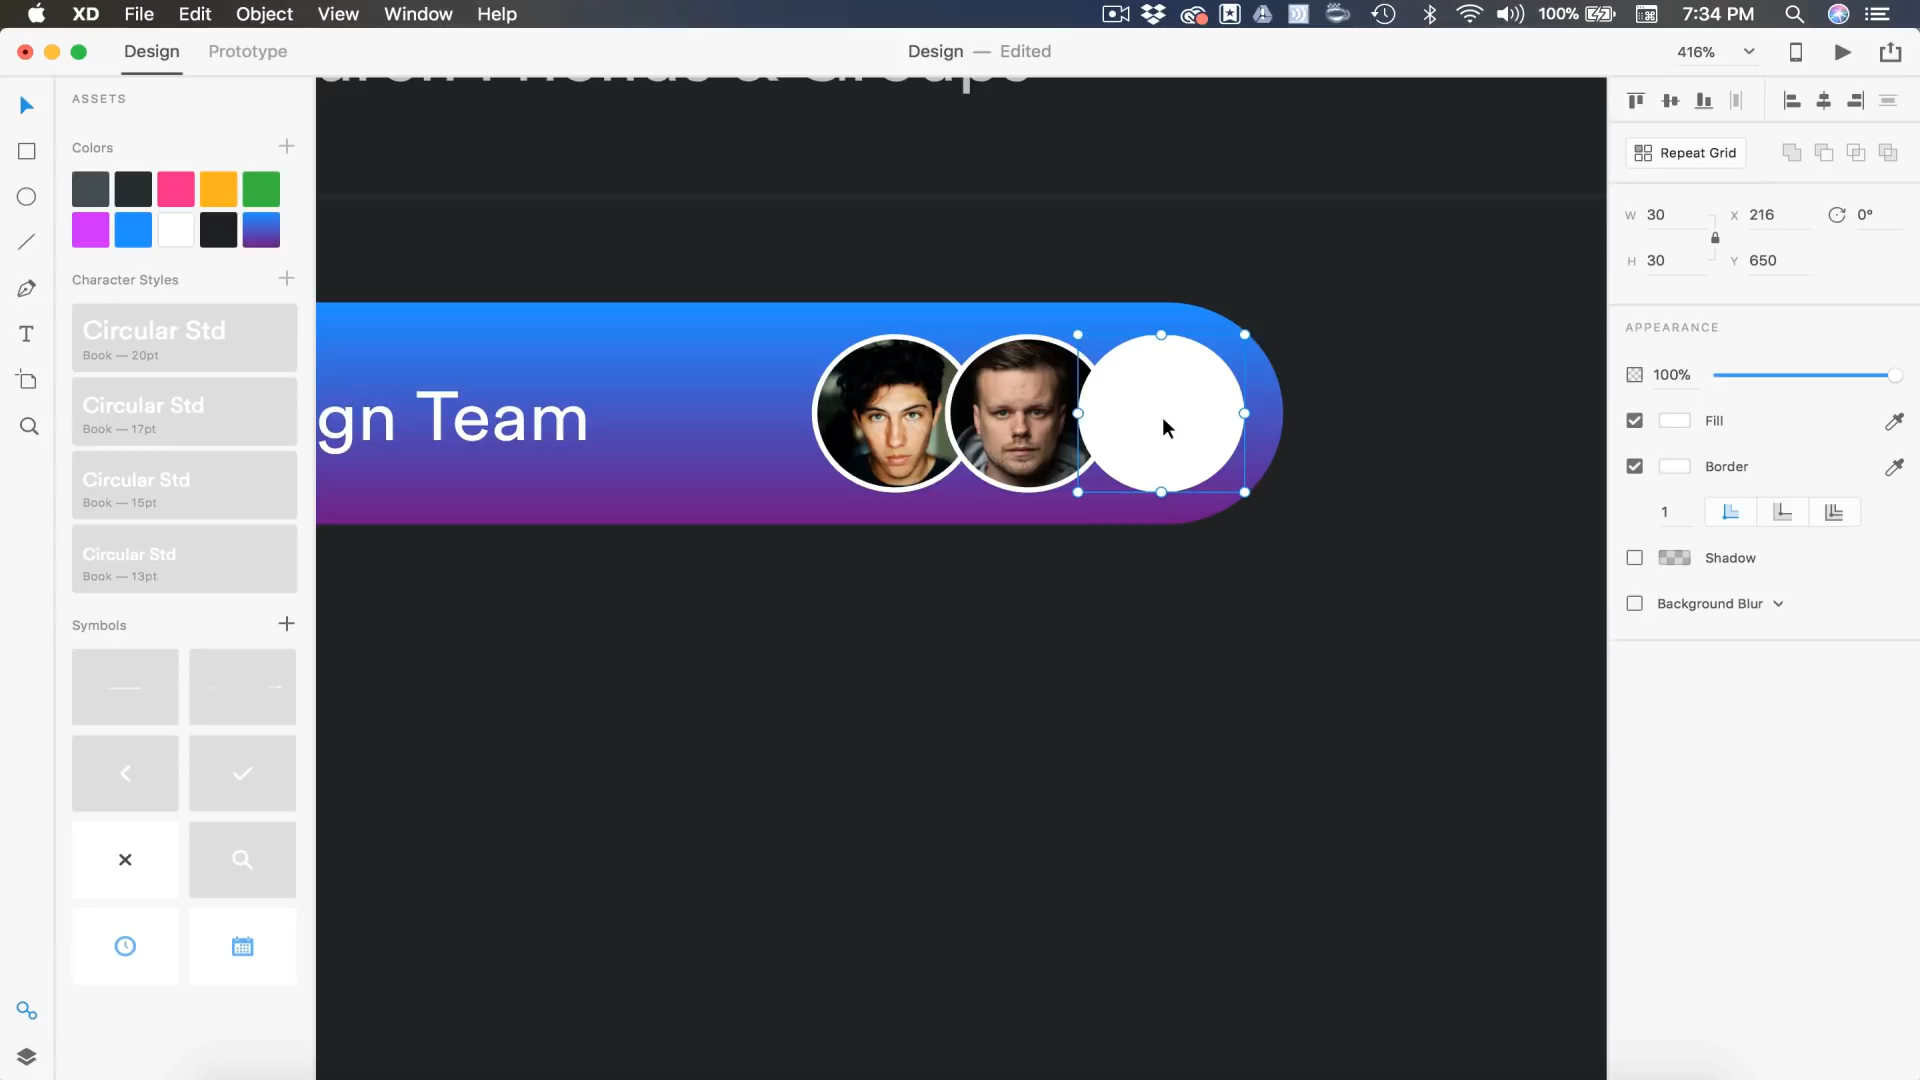 XD File Edit Object View Window Help
100% 7:34 PM
Design Prototype
Design — Edited
416%
ASSETS
Colors
Character Styles
Circular Std
Book — 20pt
Circular Std
Book — 17pt
Circular Std
Book — 15pt
Circular Std
Book — 13pt
Symbols
Friends & Groups
gn Team
Repeat Grid
W 30 X 216 0°
H 30 Y 650
APPEARANCE
100%
Fill
Border
1
Shadow
Background Blur